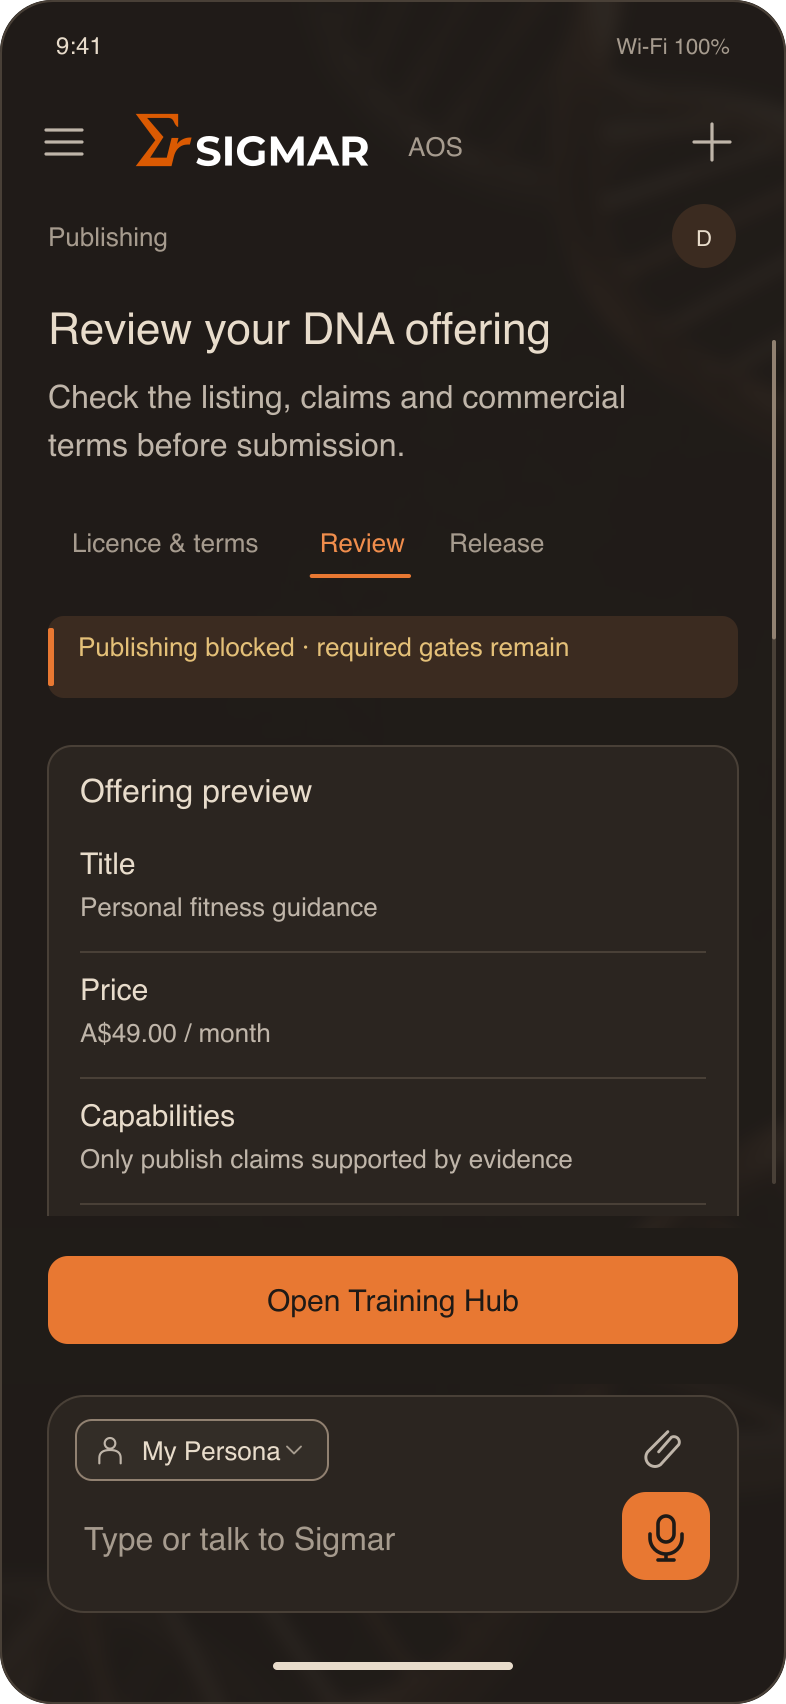 9:41
Wi-Fi 100%
Σr SIGMAR
AOS
Publishing
D
Review your DNA offering
Check the listing, claims and commercial
terms before submission.
Licence & terms
Review
Release
Publishing blocked · required gates remain
Offering preview
Title
Personal fitness guidance
Price
A$49.00 / month
Capabilities
Only publish claims supported by evidence
Open Training Hub
My Persona
Type or talk to Sigmar